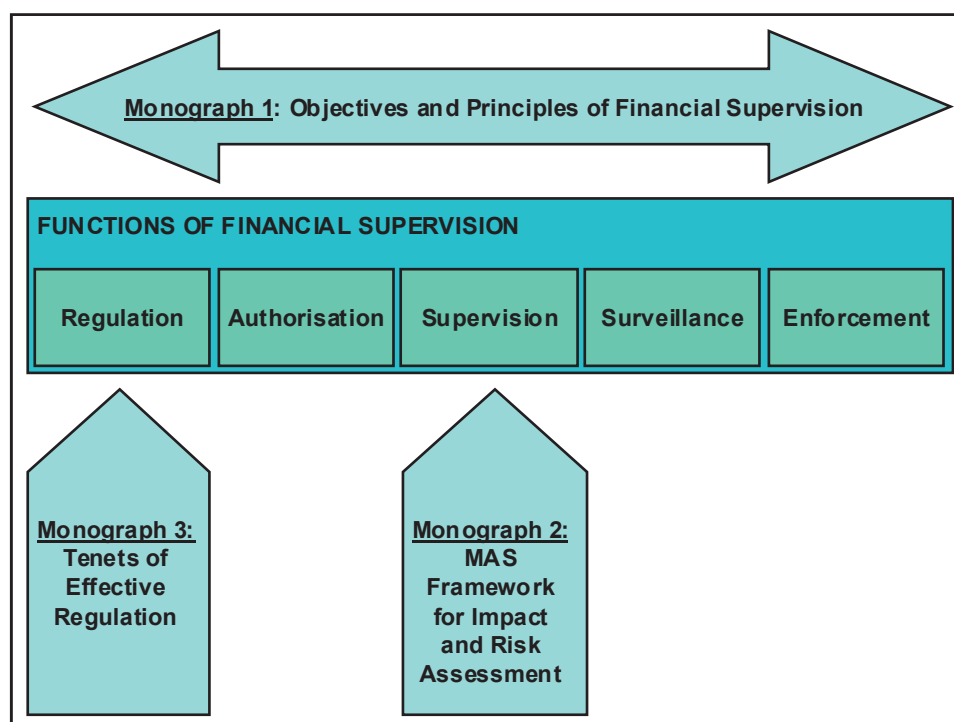 Monograph 1: Objectives and Principles of Financial Supervision
FUNCTIONS OF FINANCIAL SUPERVISION
Regulation
Authorisation
Supervision
Surveillance
Enforcement
Monograph 3:
Tenets of
Effective
Regulation
Monograph 2:
MAS
Framework
for Impact
and Risk
Assessment